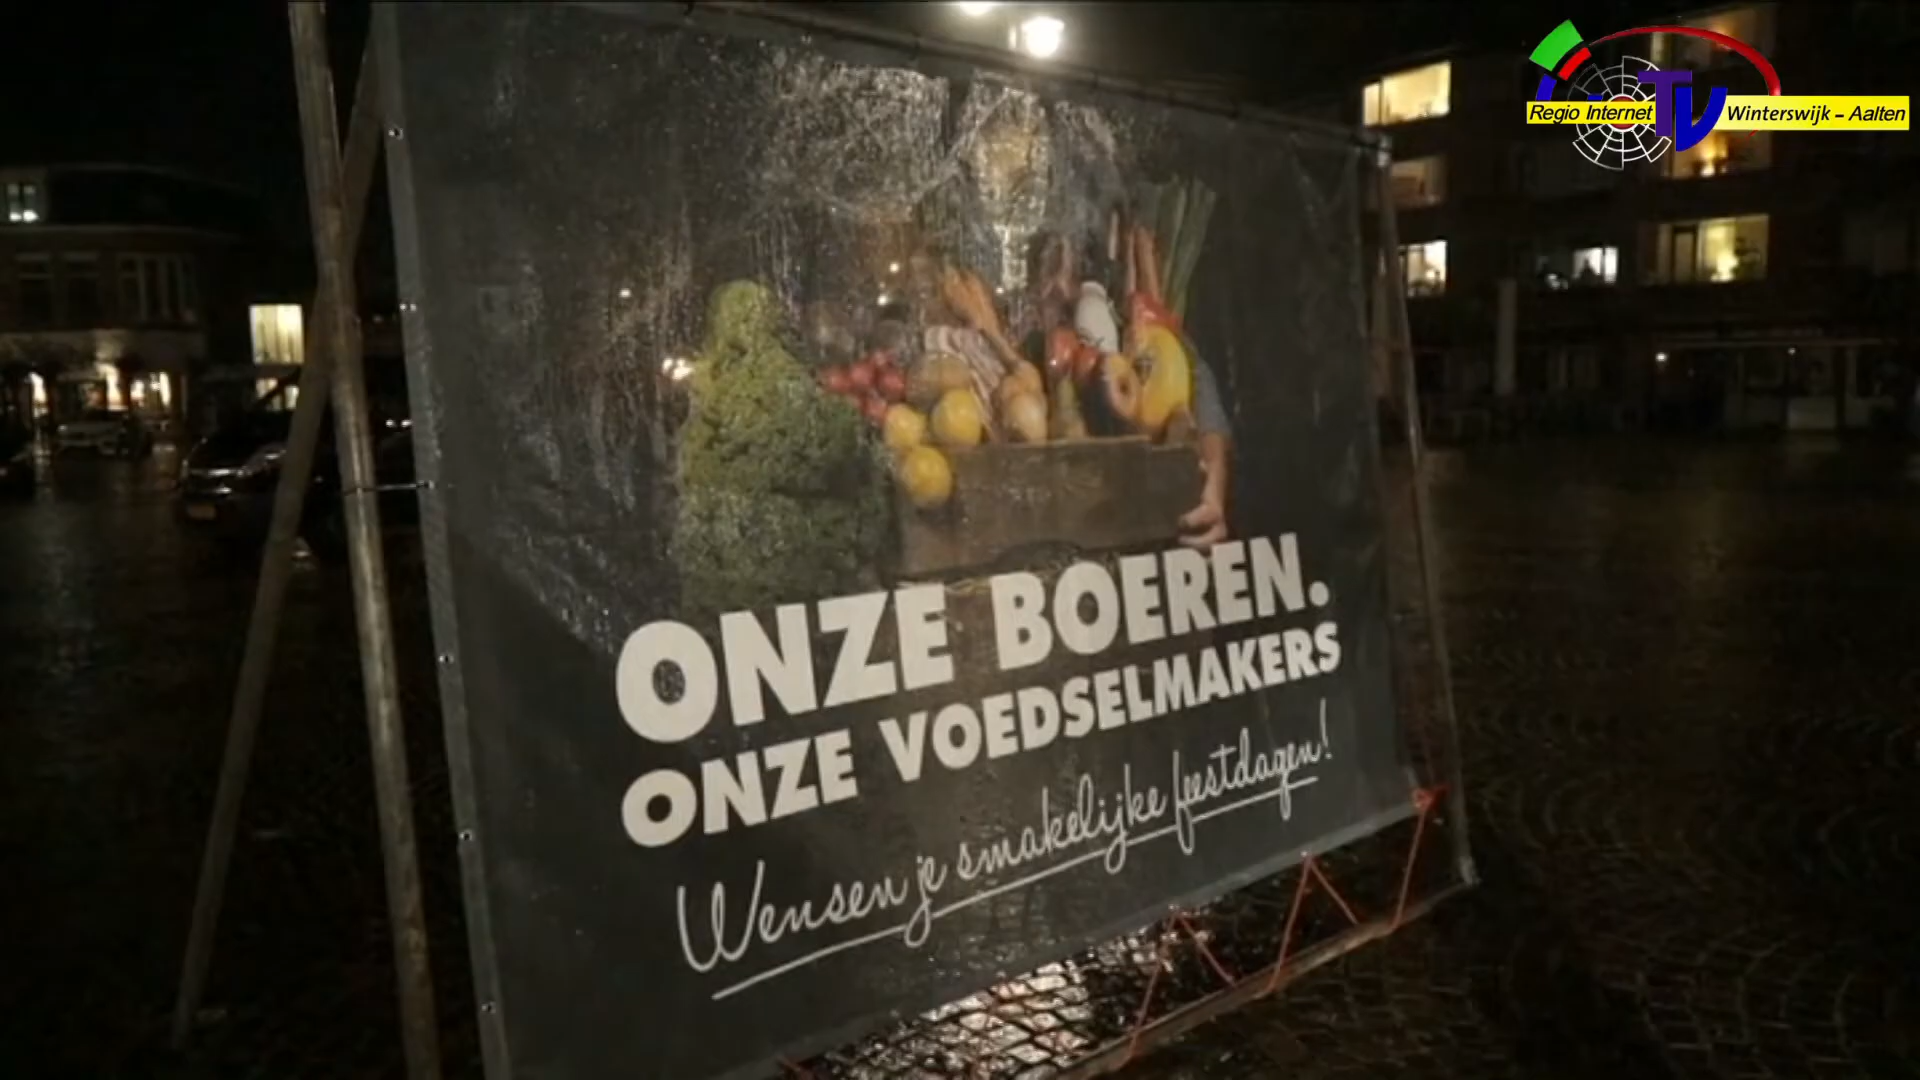 Regio Internet TV Winterswijk - Aalten
ONZE BOEREN.
ONZE VOEDSELMAKERS
Wensen je smakelijke feestdagen!